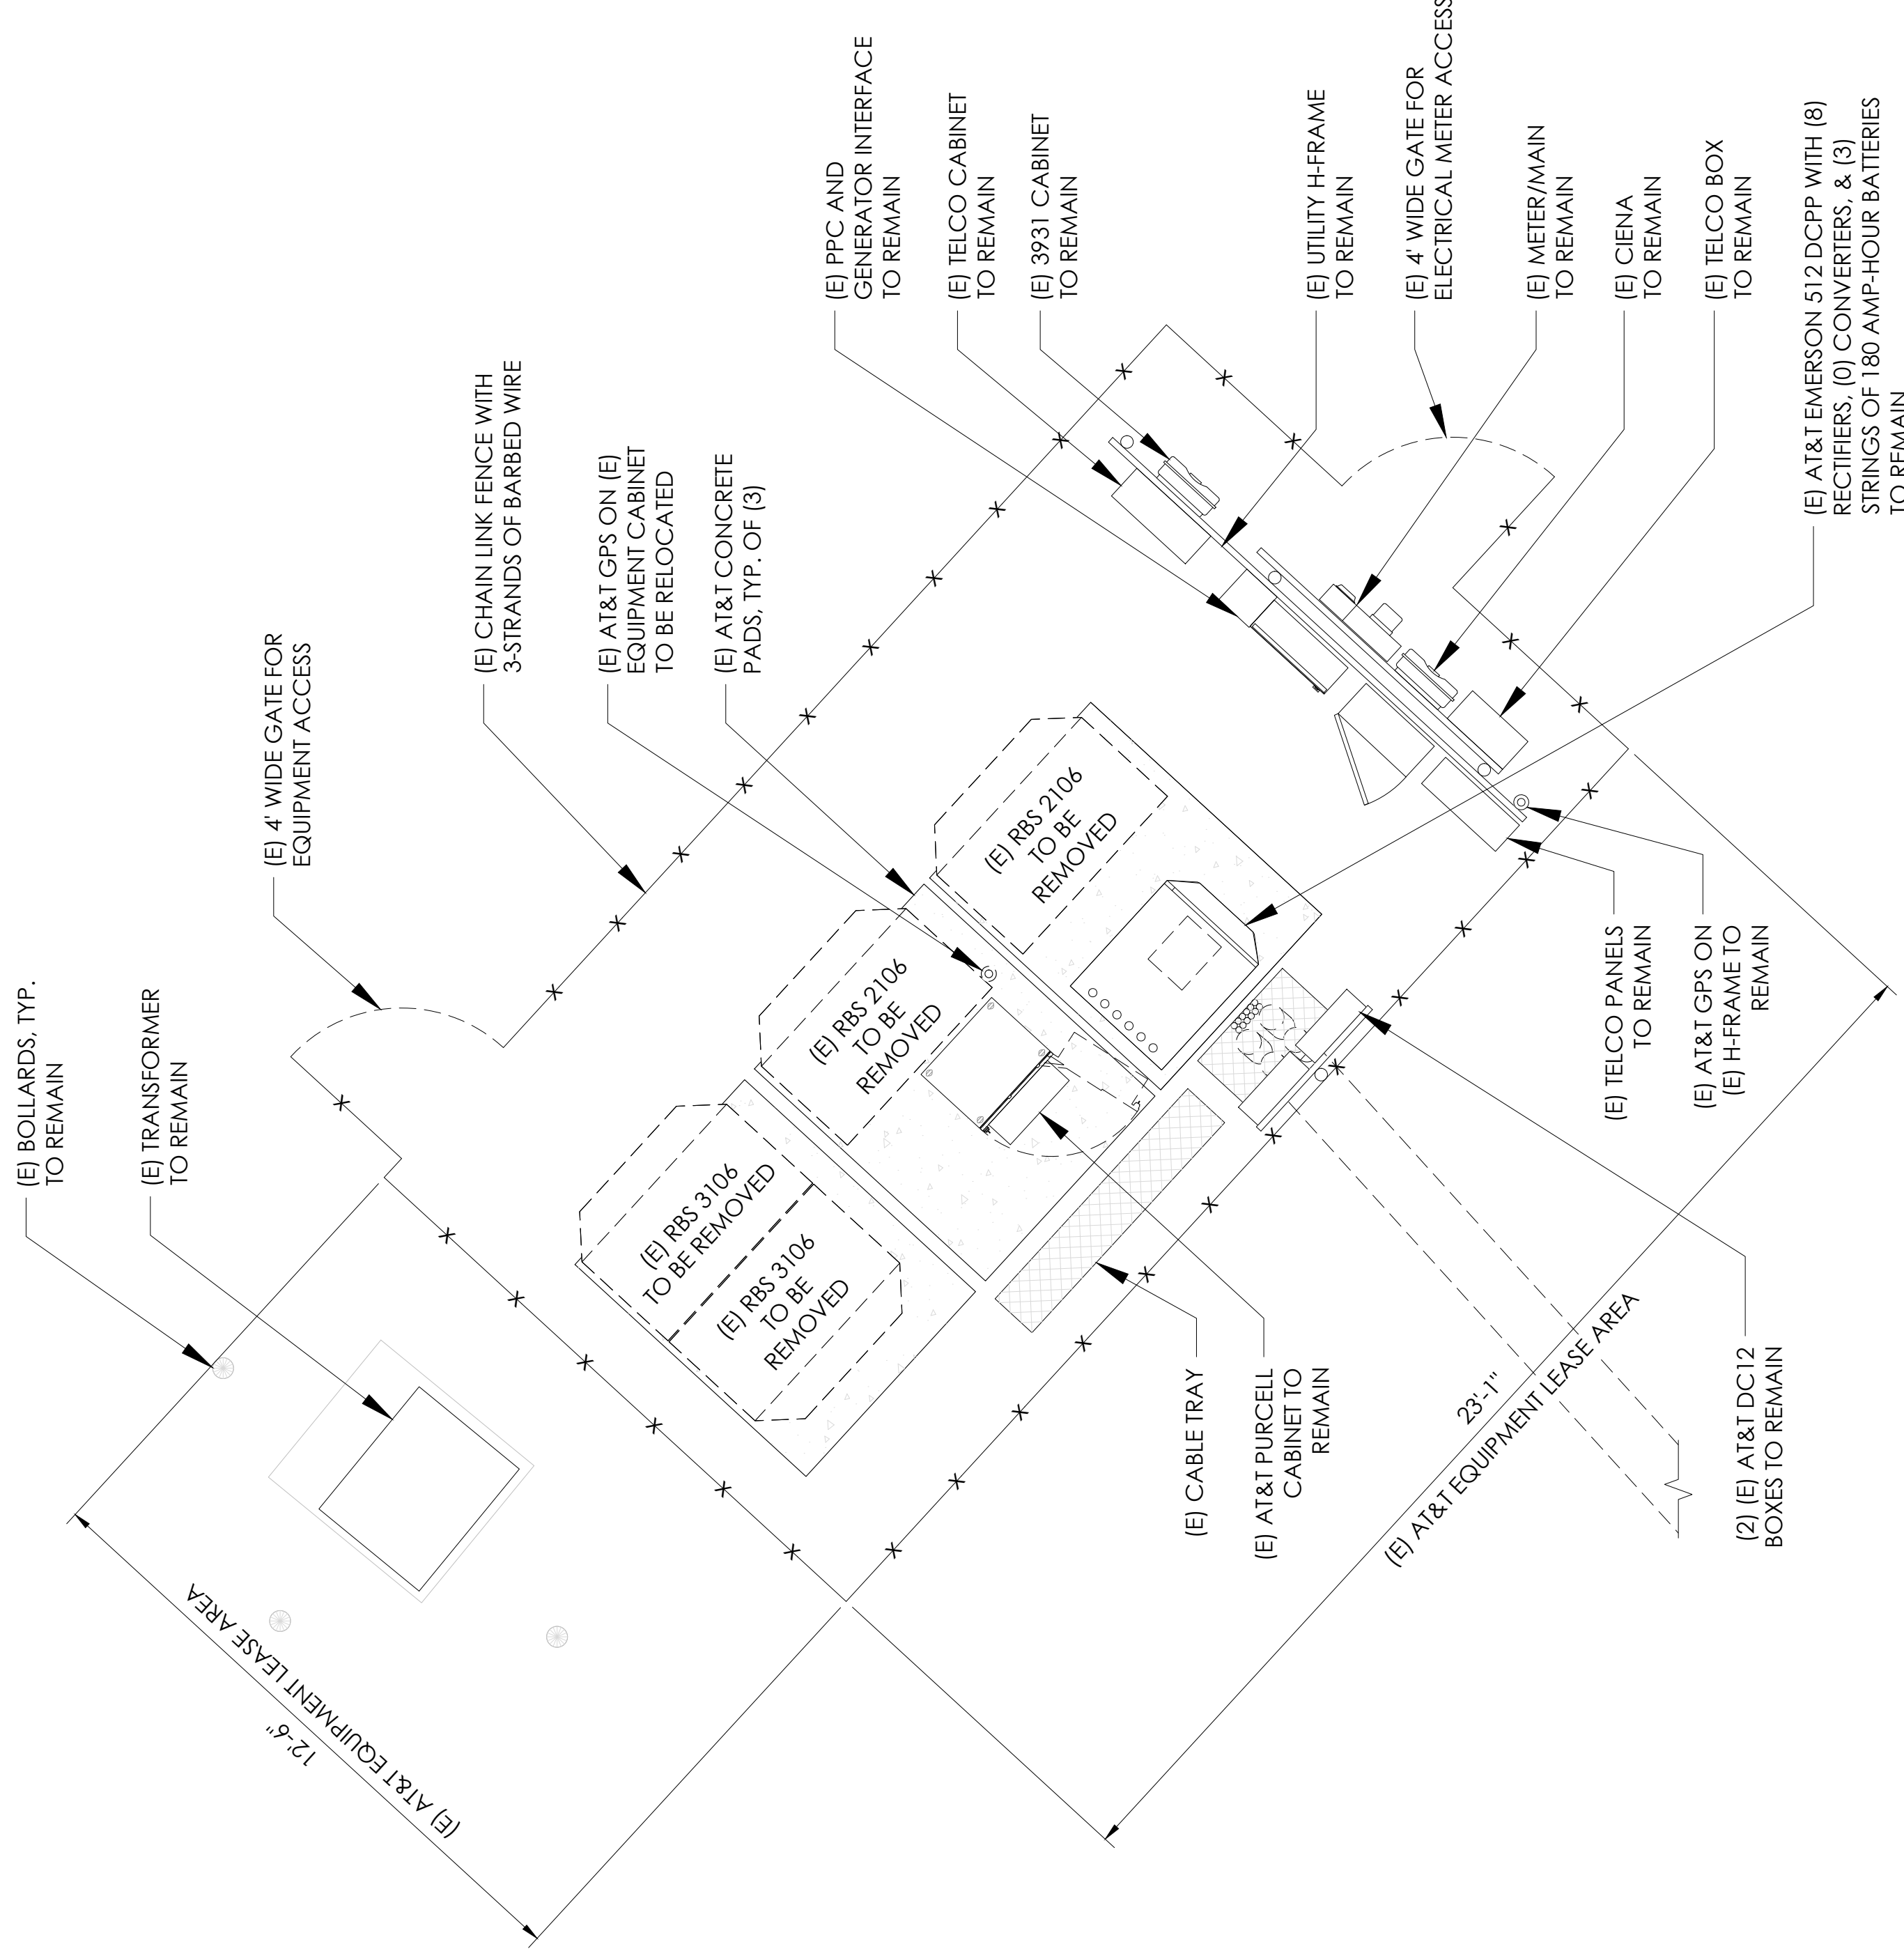 (E) BOLLARDS, TYP.
TO REMAIN
(E) TRANSFORMER
TO REMAIN
(E) 4' WIDE GATE FOR
EQUIPMENT ACCESS
(E) CHAIN LINK FENCE WITH
3-STRANDS OF BARBED WIRE
(E) AT&T GPS ON (E)
EQUIPMENT CABINET
TO BE RELOCATED
(E) AT&T CONCRETE
PADS, TYP. OF (3)
(E) PPC AND
GENERATOR INTERFACE
TO REMAIN
(E) TELCO CABINET
TO REMAIN
(E) 3931 CABINET
TO REMAIN
(E) UTILITY H-FRAME
TO REMAIN
(E) 4' WIDE GATE FOR
ELECTRICAL METER ACCESS
(E) METER/MAIN
TO REMAIN
(E) CIENA
TO REMAIN
(E) TELCO BOX
TO REMAIN
(E) AT&T EMERSON 512 DCPP WITH (8)
RECTIFIERS, (0) CONVERTERS, & (3)
STRINGS OF 180 AMP-HOUR BATTERIES
TO REMAIN
(E) RBS 2106
TO BE
REMOVED
(E) RBS 2106
TO BE
REMOVED
(E) RBS 3106
TO BE REMOVED
(E) RBS 3106
TO BE
REMOVED
(E) CABLE TRAY
(E) AT&T PURCELL
CABINET TO
REMAIN
(E) TELCO PANELS
TO REMAIN
(E) AT&T GPS ON
(E) H-FRAME TO
REMAIN
(2) (E) AT&T DC12
BOXES TO REMAIN
23'-1"
(E) AT&T EQUIPMENT LEASE AREA
12'-6"
(E) AT&T EQUIPMENT LEASE AREA